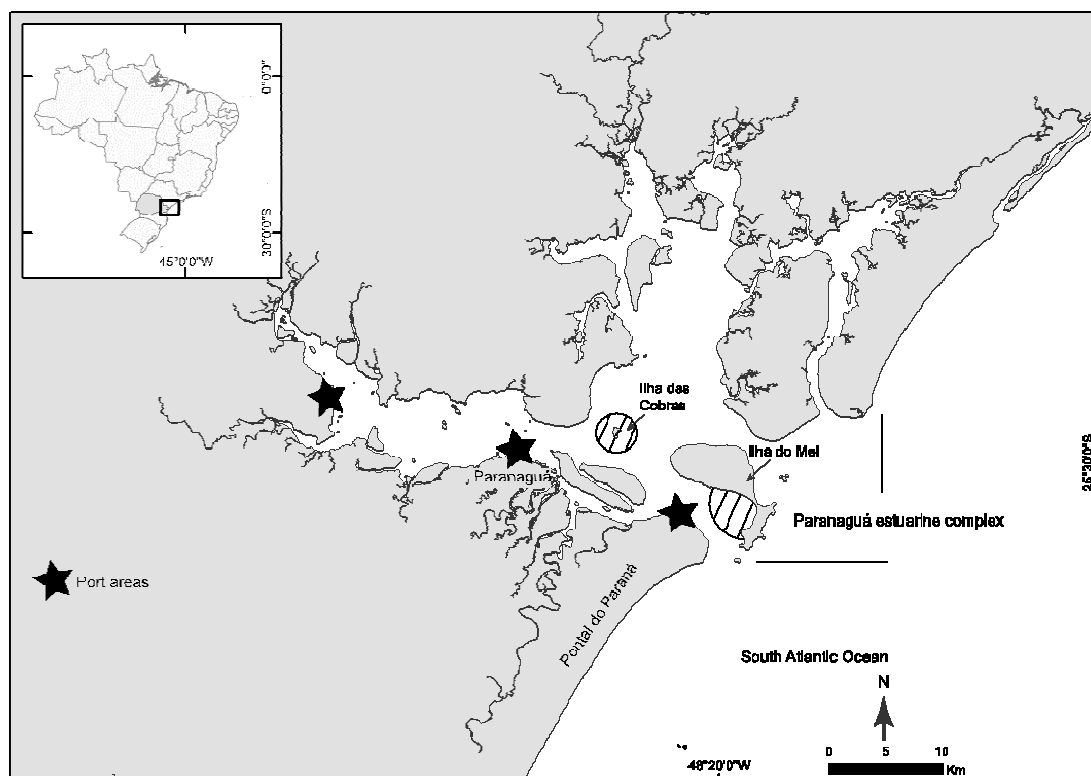 0°0'0"
30°0'0"S
45°0'0"W
Ilha das
Cobras
Ilha do Mel
Paranaguá
Paranaguá estuarine complex
25°30'0"S
Port areas
Pontal do Paraná
South Atlantic Ocean
N
0 5 10
Km
48°20'0"W